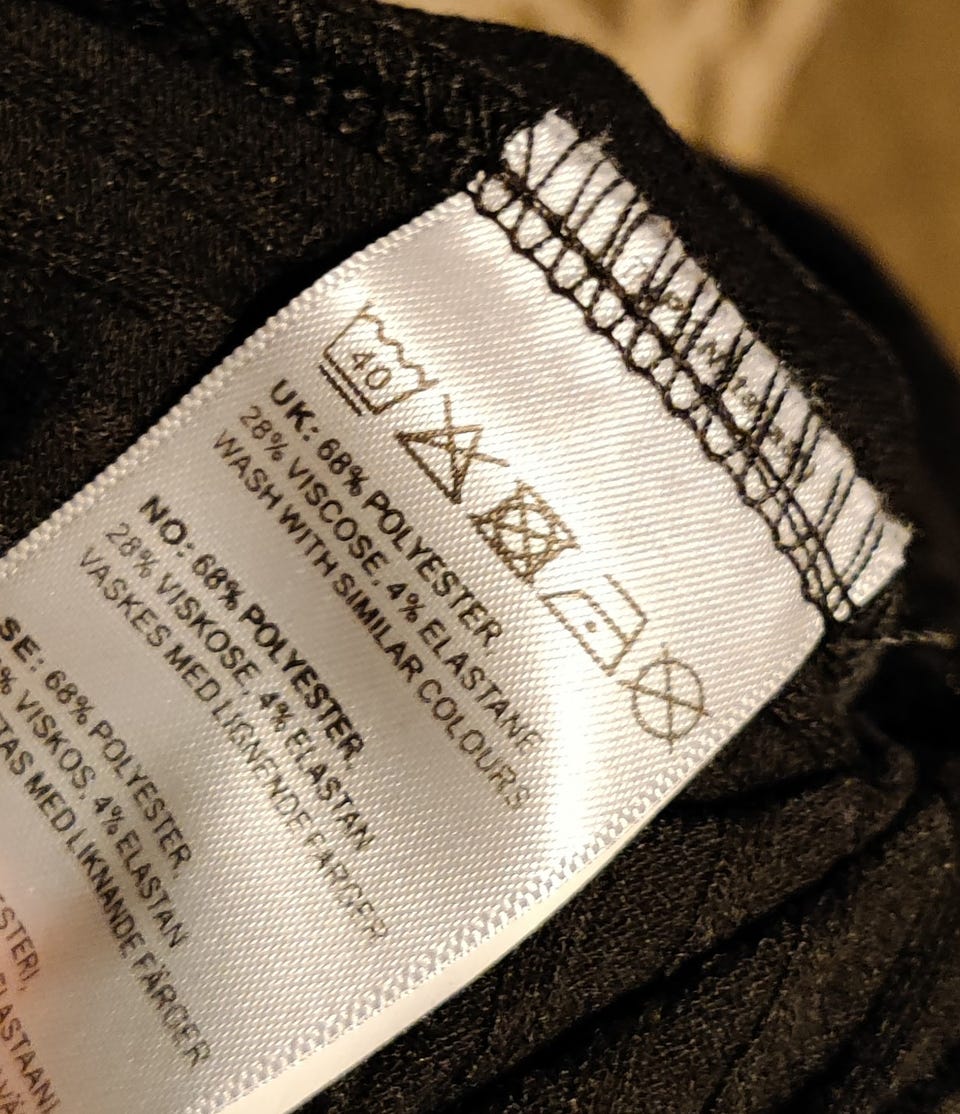 40
UK: 68% POLYESTER
28% VISCOSE, 4% ELASTANE
WASH WITH SIMILAR COLOURS
NO: 68% POLYESTER
28% VISKOSE, 4% ELASTAN
VASKES MED LIGNENDE FARGER
SE: 68% POLYESTER
VISKOS, 4% ELASTAN
MED LIKNANDE FÄRGER